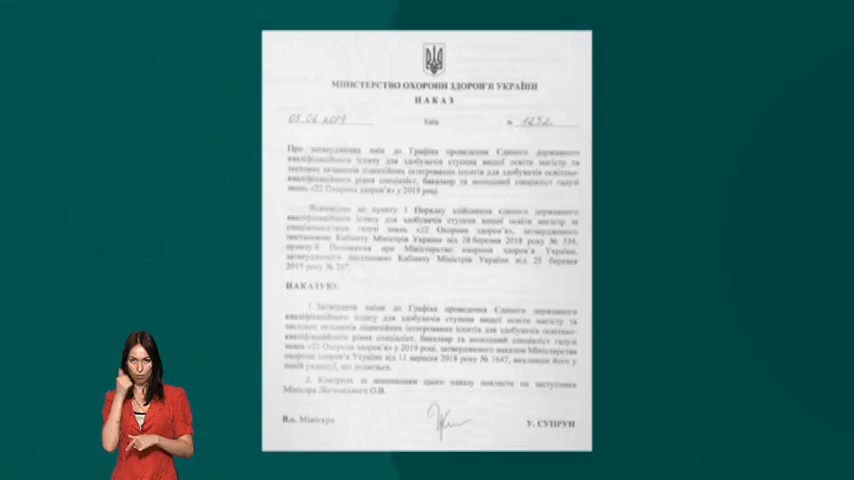 МІНІСТЕРСТВО ОХОРОНИ ЗДОРОВ'Я УКРАЇНИ
НАКАЗ
05.06.2019 Київ № 1292
Про затвердження змін до Графіка проведення Єдиного державного
кваліфікаційного іспиту для здобувачів ступеня вищої освіти магістр та
тестових екзаменів ліцензійних інтегрованих іспитів для здобувачів освітньо-
кваліфікаційного рівня спеціаліст, бакалавр та молодший спеціаліст галузі
знань «22 Охорона здоров'я» у 2019 році
Відповідно до пункту 1 Порядку здійснення єдиного державного
кваліфікаційного іспиту для здобувачів ступеня вищої освіти магістр за
спеціальностями галузі знань «22 Охорона здоров'я», затвердженого
постановою Кабінету Міністрів України від 28 березня 2018 року № 334,
пункту 8 Положення про Міністерство охорони здоров'я України,
затвердженого постановою Кабінету Міністрів України від 25 березня
2015 року № 267,
НАКАЗУЮ:
1 Затвердити зміни до Графіка проведення Єдиного державного
кваліфікаційного іспиту для здобувачів ступеня вищої освіти магістр та
тестових екзаменів ліцензійних інтегрованих іспитів для здобувачів освітньо-
кваліфікаційного рівня спеціаліст, бакалавр та молодший спеціаліст галузі
знань «22 Охорона здоров'я» у 2019 році, затвердженого наказом Міністерства
охорони здоров'я України від 11 вересня 2018 року № 1647, виклавши його у
новій редакції, що додається.
2. Контроль за виконанням цього наказу покласти на заступника
Міністра О.В.
В.о. Міністра У. СУПРУН